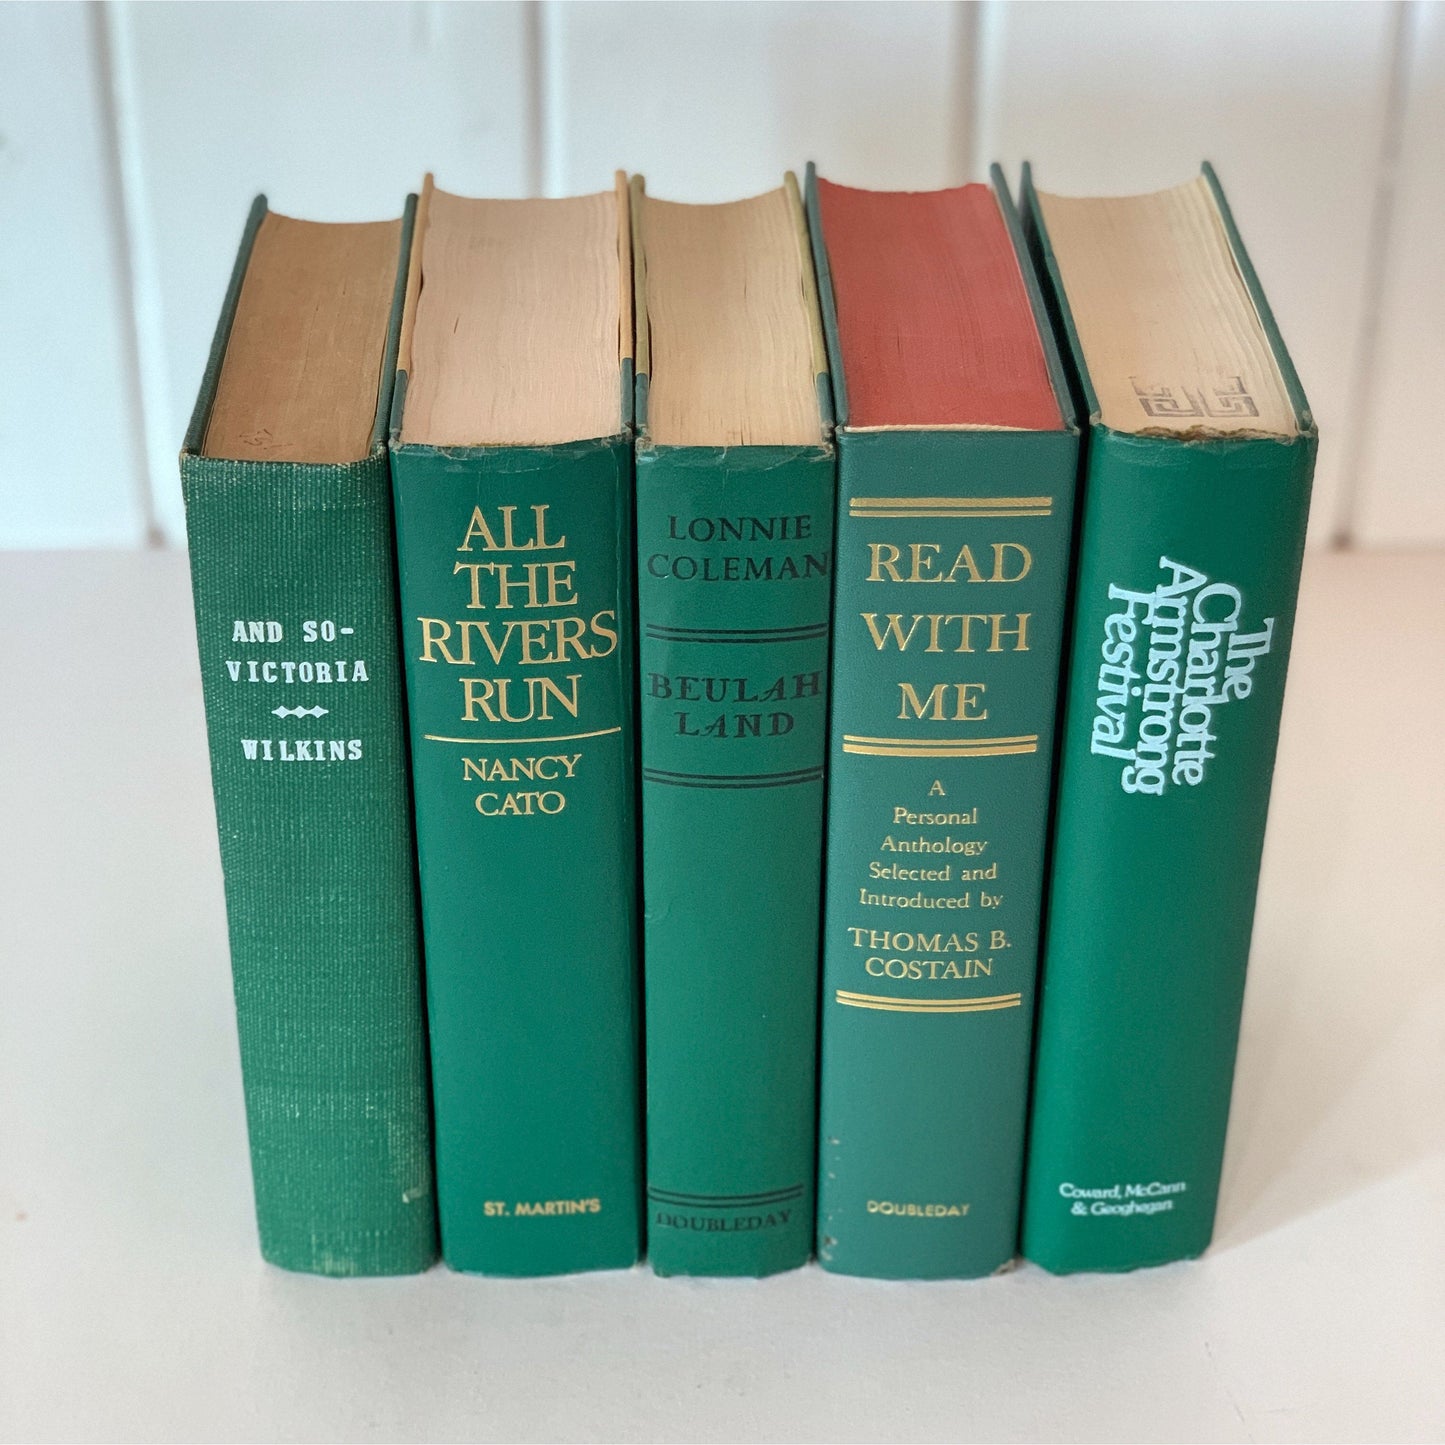 AND SO-
VICTORIA
WILKINS
ALL
THE
RIVERS
RUN
NANCY
CATO
ST. MARTIN'S
LONNIE
COLEMAN
BEULAH
LAND
DOUBLEDAY
READ
WITH
ME
A
Personal
Anthology
Selected and
Introduced by
THOMAS B.
COSTAIN
DOUBLEDAY
The
Charlotte
Armstrong
Festival
Coward, McCann
& Geoghegan